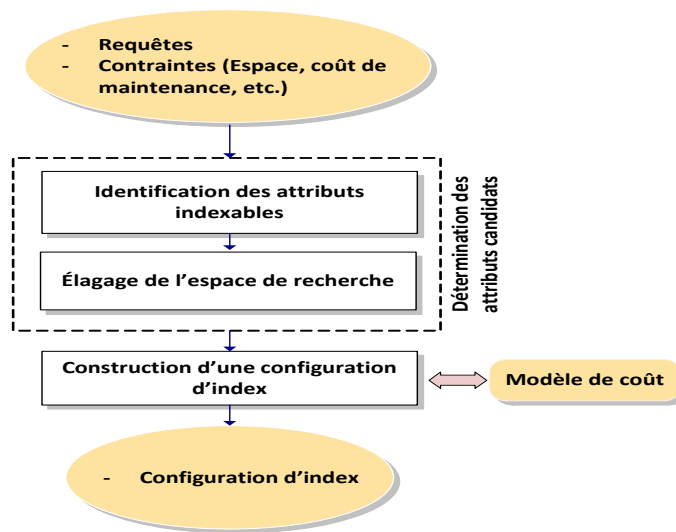 - Requêtes
- Contraintes (Espace, coût de
maintenance, etc.)
Identification des attributs
indexables
Élagage de l’espace de recherche
Détermination des
attributs candidats
Construction d’une configuration
d’index
Modèle de coût
- Configuration d’index